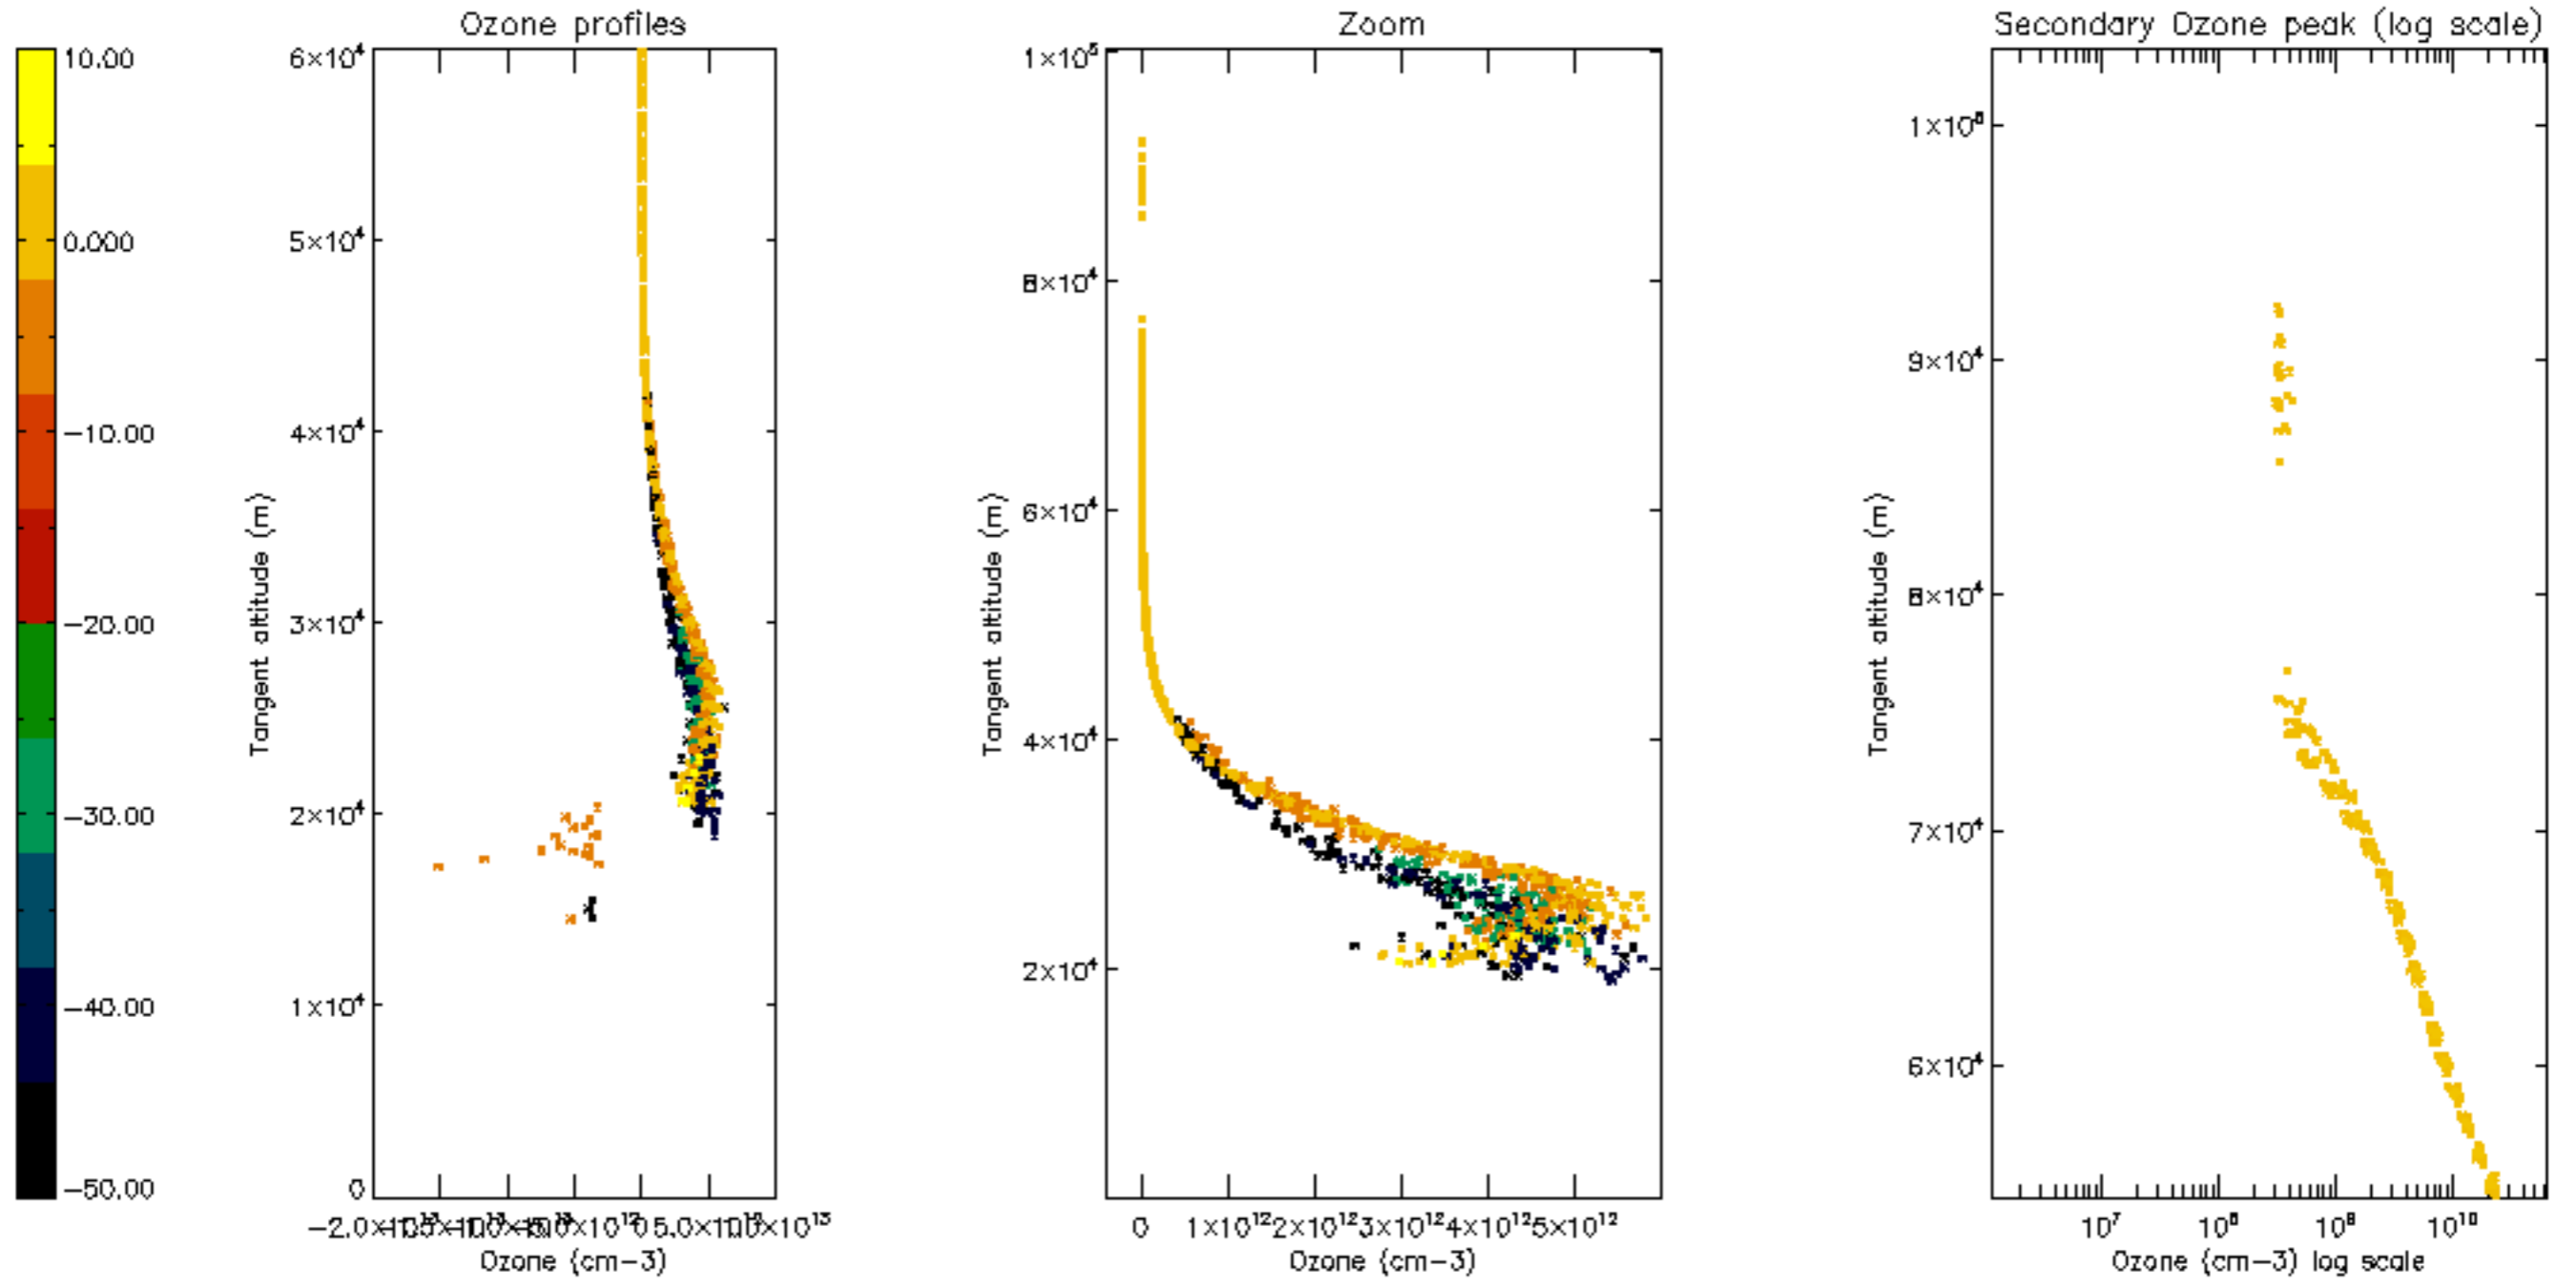 Ozone profiles
Zoom
Secondary Ozone peak (log scale)
10.00
0.000
−10.00
−20.00
−30.00
−40.00
−50.00
6×10⁴
5×10⁴
4×10⁴
3×10⁴
2×10⁴
1×10⁴
0
Tangent altitude (m)
Ozone (cm−3)
1×10⁵
8×10⁴
6×10⁴
4×10⁴
2×10⁴
Tangent altitude (m)
0 1×10¹² 2×10¹² 3×10¹² 4×10¹² 5×10¹²
Ozone (cm−3)
1×10⁵
9×10⁴
8×10⁴
7×10⁴
6×10⁴
Tangent altitude (m)
10⁷ 10⁸ 10⁹ 10¹⁰
Ozone (cm−3) log scale